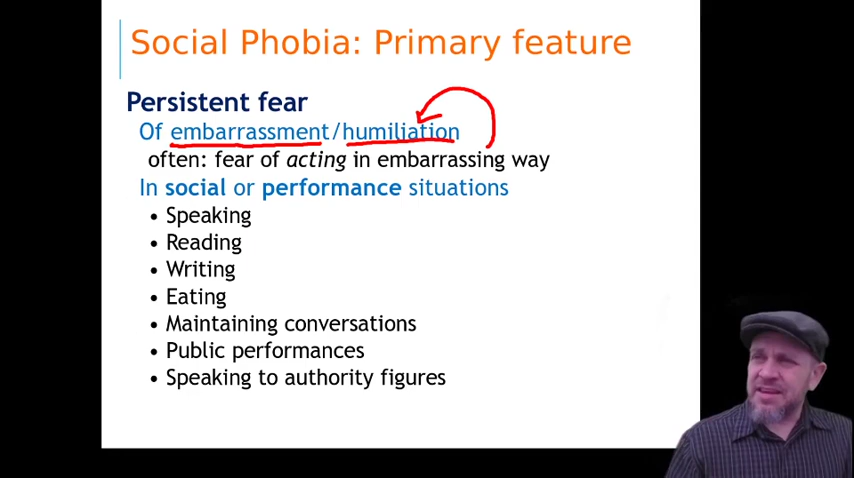 Social Phobia: Primary feature
Persistent fear
Of embarrassment/humiliation
often: fear of acting in embarrassing way
In social or performance situations
• Speaking
• Reading
• Writing
• Eating
• Maintaining conversations
• Public performances
• Speaking to authority figures